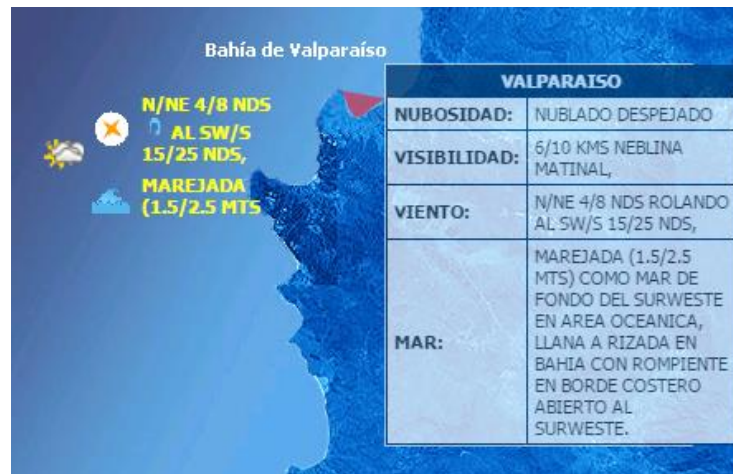 Bahía de Valparaíso
N/NE 4/8 NDS
AL SW/S
15/25 NDS,
MAREJADA
(1.5/2.5 MTS
VALPARAISO
NUBOSIDAD:
NUBLADO DESPEJADO
VISIBILIDAD:
6/10 KMS NEBLINA
MATINAL,
VIENTO:
N/NE 4/8 NDS ROLANDO
AL SW/S 15/25 NDS,
MAR:
MAREJADA (1.5/2.5
MTS) COMO MAR DE
FONDO DEL SURWESTE
EN AREA OCEANICA,
LLANA A RIZADA EN
BAHIA CON ROMPIENTE
EN BORDE COSTERO
ABIERTO AL
SURWESTE.